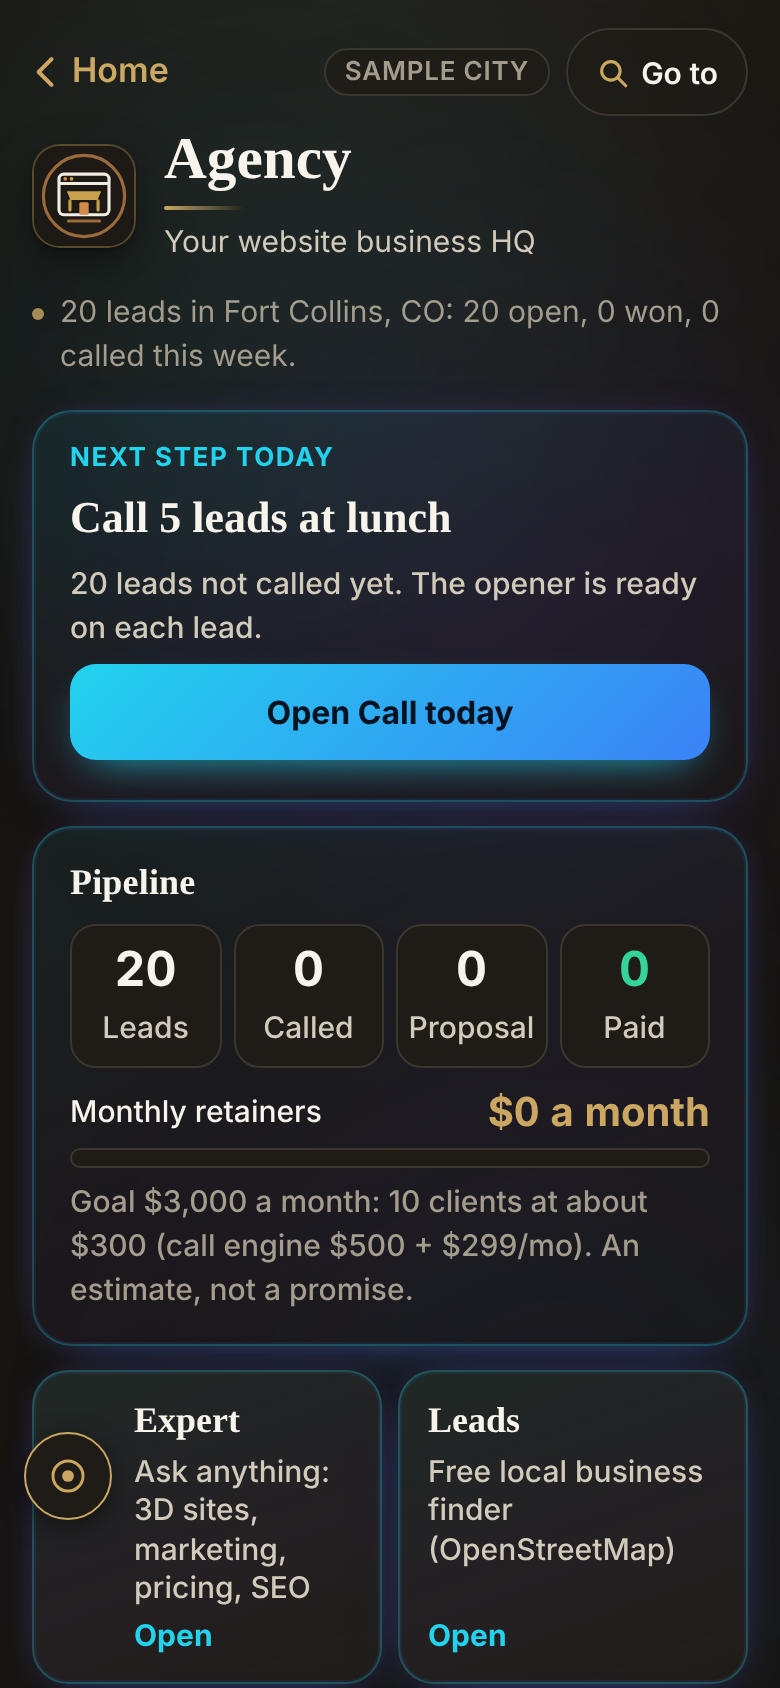 Home
SAMPLE CITY
Go to
Agency
Your website business HQ
20 leads in Fort Collins, CO: 20 open, 0 won, 0
called this week.
NEXT STEP TODAY
Call 5 leads at lunch
20 leads not called yet. The opener is ready
on each lead.
Open Call today
Pipeline
20
Leads
0
Called
0
Proposal
0
Paid
Monthly retainers
$0 a month
Goal $3,000 a month: 10 clients at about
$300 (call engine $500 + $299/mo). An
estimate, not a promise.
Expert
Ask anything:
3D sites,
marketing,
pricing, SEO
Open
Leads
Free local business
finder
(OpenStreetMap)
Open